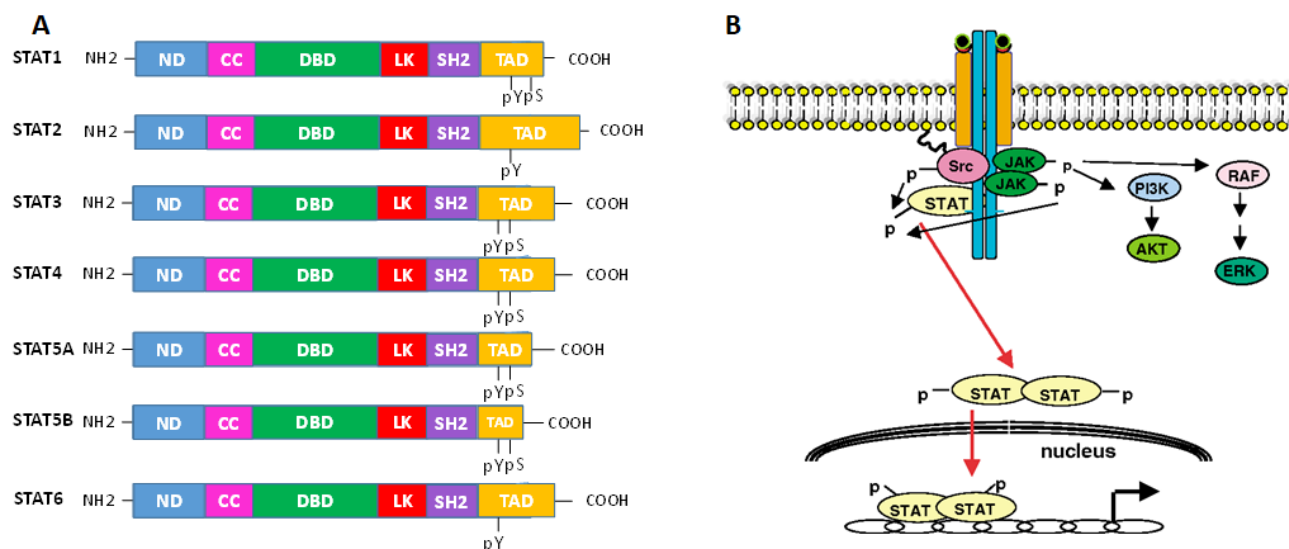 A
STAT1 NH2 ND CC DBD LK SH2 TAD COOH
pYpS
STAT2 NH2 ND CC DBD LK SH2 TAD COOH
pY
STAT3 NH2 ND CC DBD LK SH2 TAD COOH
pYpS
STAT4 NH2 ND CC DBD LK SH2 TAD COOH
pYpS
STAT5A NH2 ND CC DBD LK SH2 TAD COOH
pYpS
STAT5B NH2 ND CC DBD LK SH2 TAD COOH
pYpS
STAT6 NH2 ND CC DBD LK SH2 TAD COOH
pY
B
Src JAK p
p JAK p
STAT
p
PI3K RAF
AKT
ERK
p STAT STAT p
nucleus
p p
STAT STAT